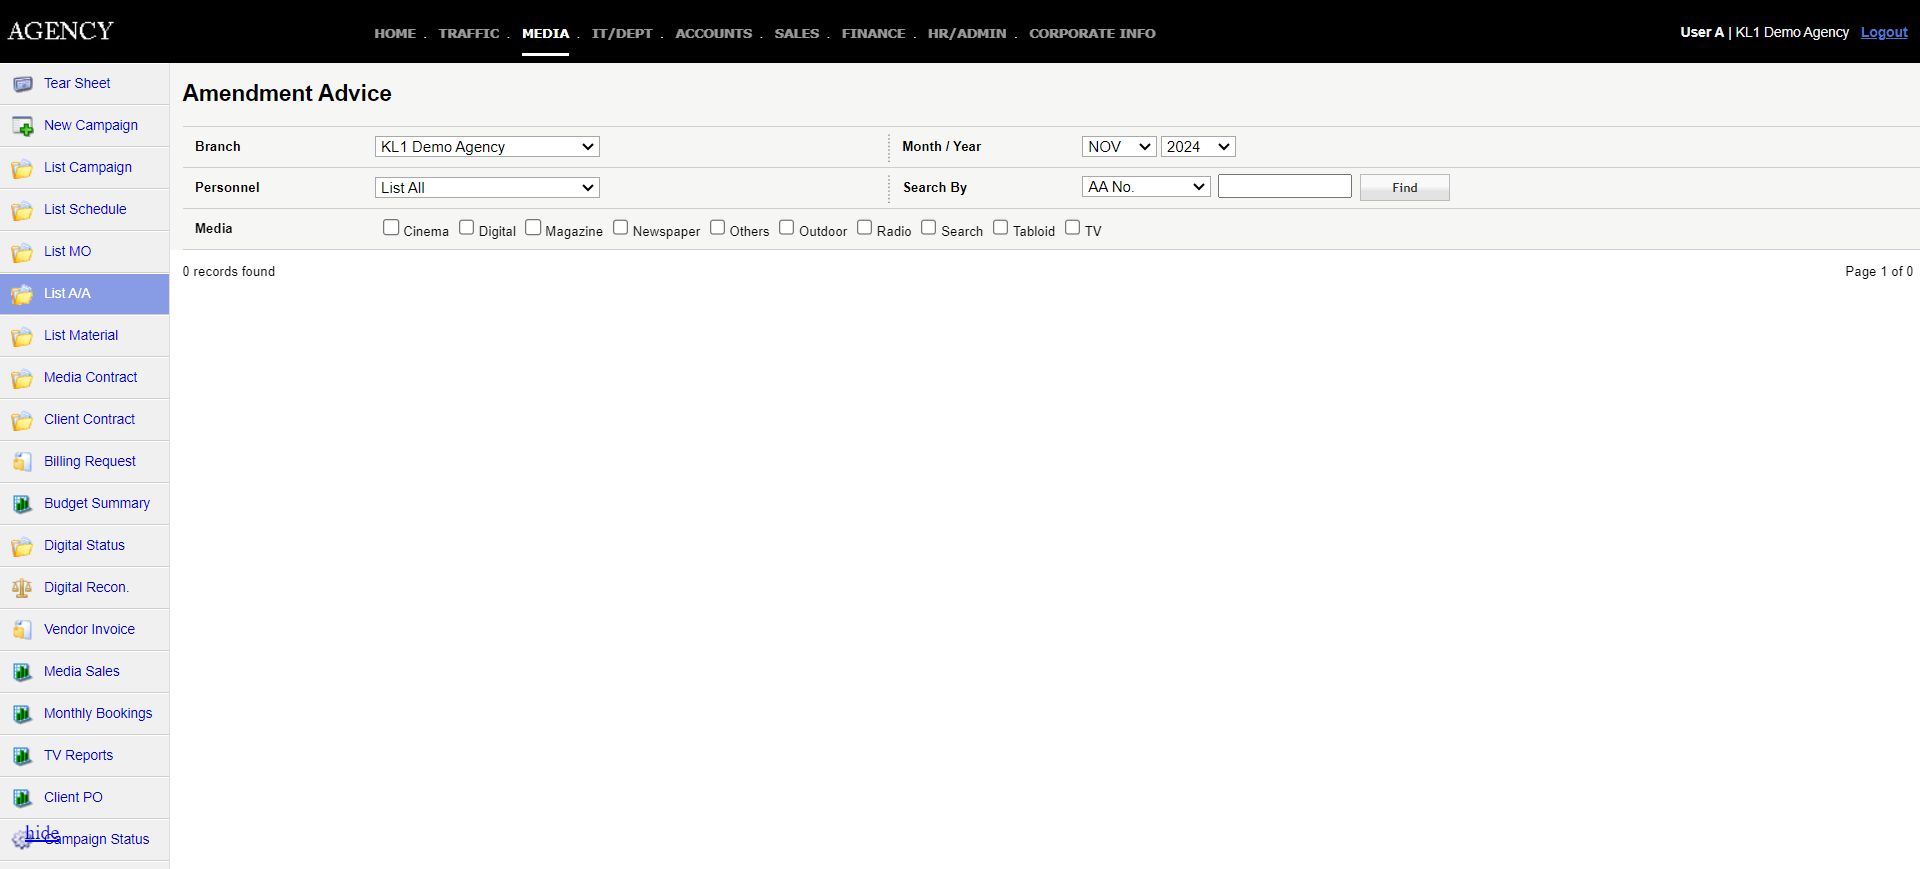 AGENCY
HOME . TRAFFIC . MEDIA . IT/DEPT . ACCOUNTS . SALES . FINANCE . HR/ADMIN . CORPORATE INFO
User A | KL1 Demo Agency Logout
Tear Sheet
New Campaign
List Campaign
List Schedule
List MO
List A/A
List Material
Media Contract
Client Contract
Billing Request
Budget Summary
Digital Status
Digital Recon.
Vendor Invoice
Media Sales
Monthly Bookings
TV Reports
Client PO
hide
Campaign Status
Amendment Advice
Branch KL1 Demo Agency Month / Year NOV 2024
Personnel List All Search By AA No. Find
Media Cinema Digital Magazine Newspaper Others Outdoor Radio Search Tabloid TV
0 records found Page 1 of 0